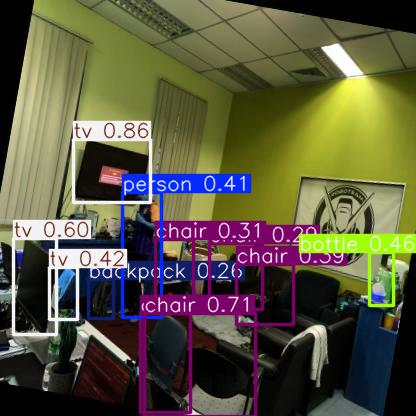 tv 0.86
person 0.41
tv 0.60
chair 0.31
0.29
bottle 0.46
tv 0.42
backpack 0.26
chair 0.39
chair 0.71